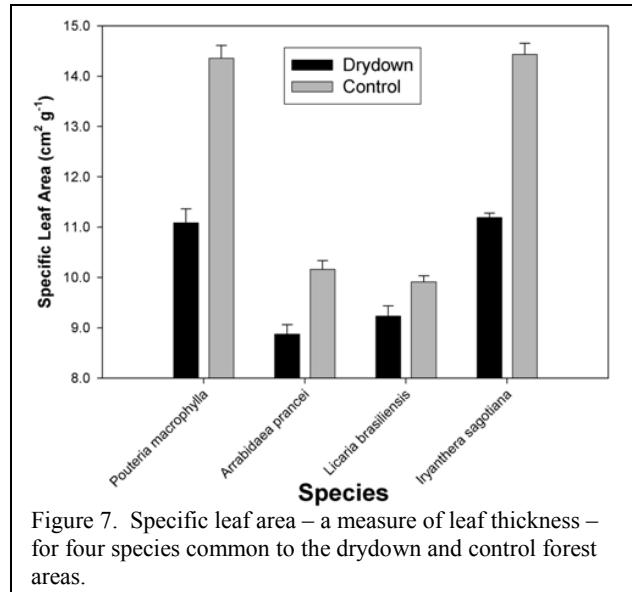 15.0
14.0
13.0
12.0
11.0
10.0
9.0
8.0
Specific Leaf Area (cm² g⁻¹)
Drydown
Control
Pouteria macrophylla
Arrabidaea prancei
Licaria brasiliensis
Iryanthera sagotiana
Species
Figure 7. Specific leaf area – a measure of leaf thickness –
for four species common to the drydown and control forest
areas.